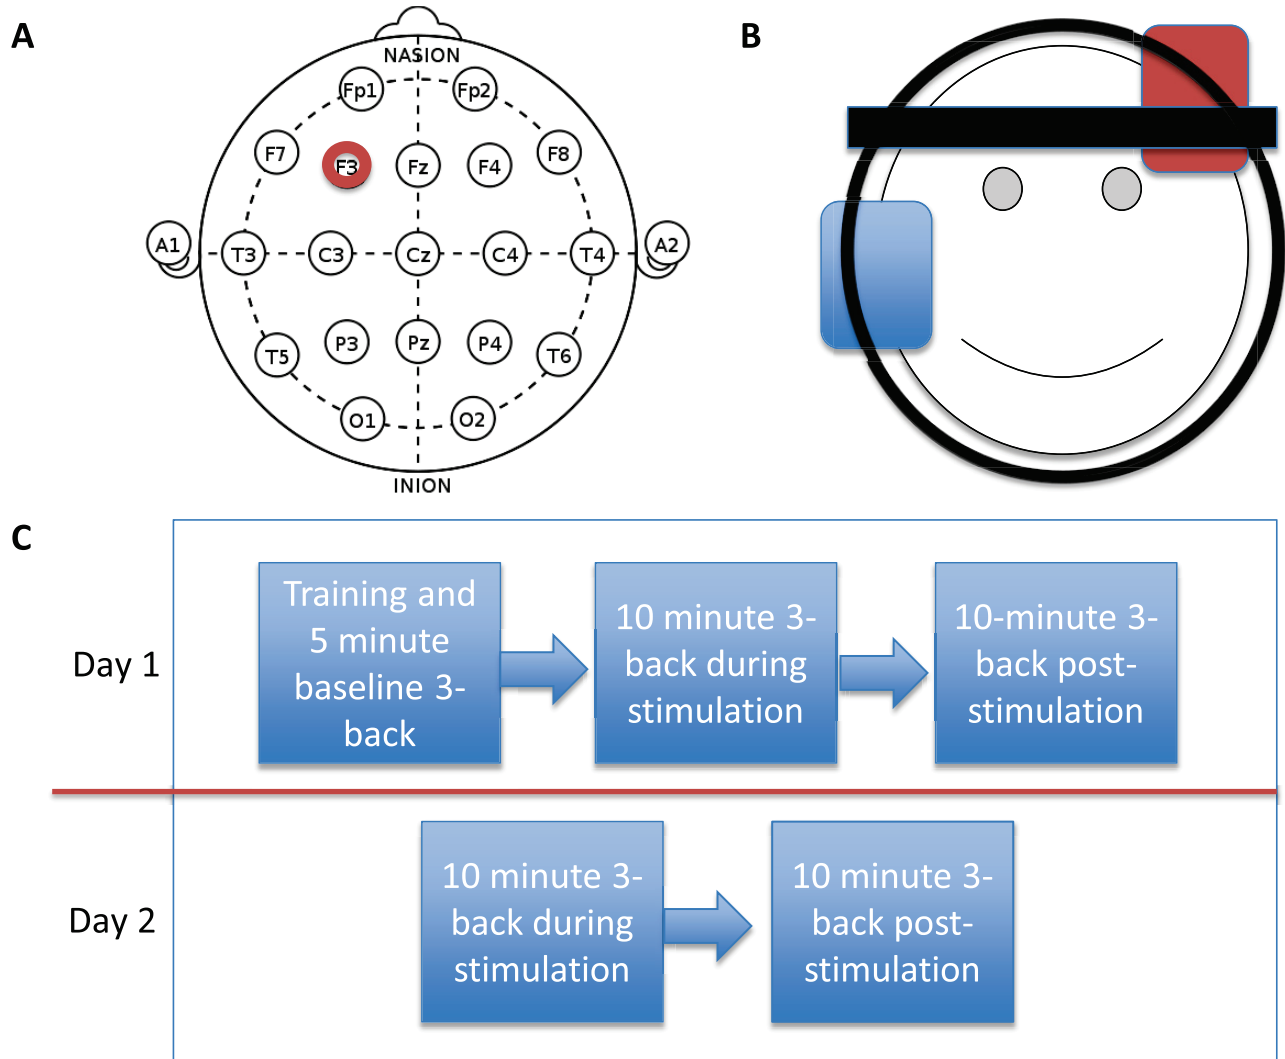 A
NASION
Fp1
Fp2
F7
F3
Fz
F4
F8
A1
T3
C3
Cz
C4
T4
A2
T5
P3
Pz
P4
T6
O1
O2
INION
B
C
Day 1
Training and
5 minute
baseline 3-
back
10 minute 3-
back during
stimulation
10-minute 3-
back post-
stimulation
Day 2
10 minute 3-
back during
stimulation
10 minute 3-
back post-
stimulation